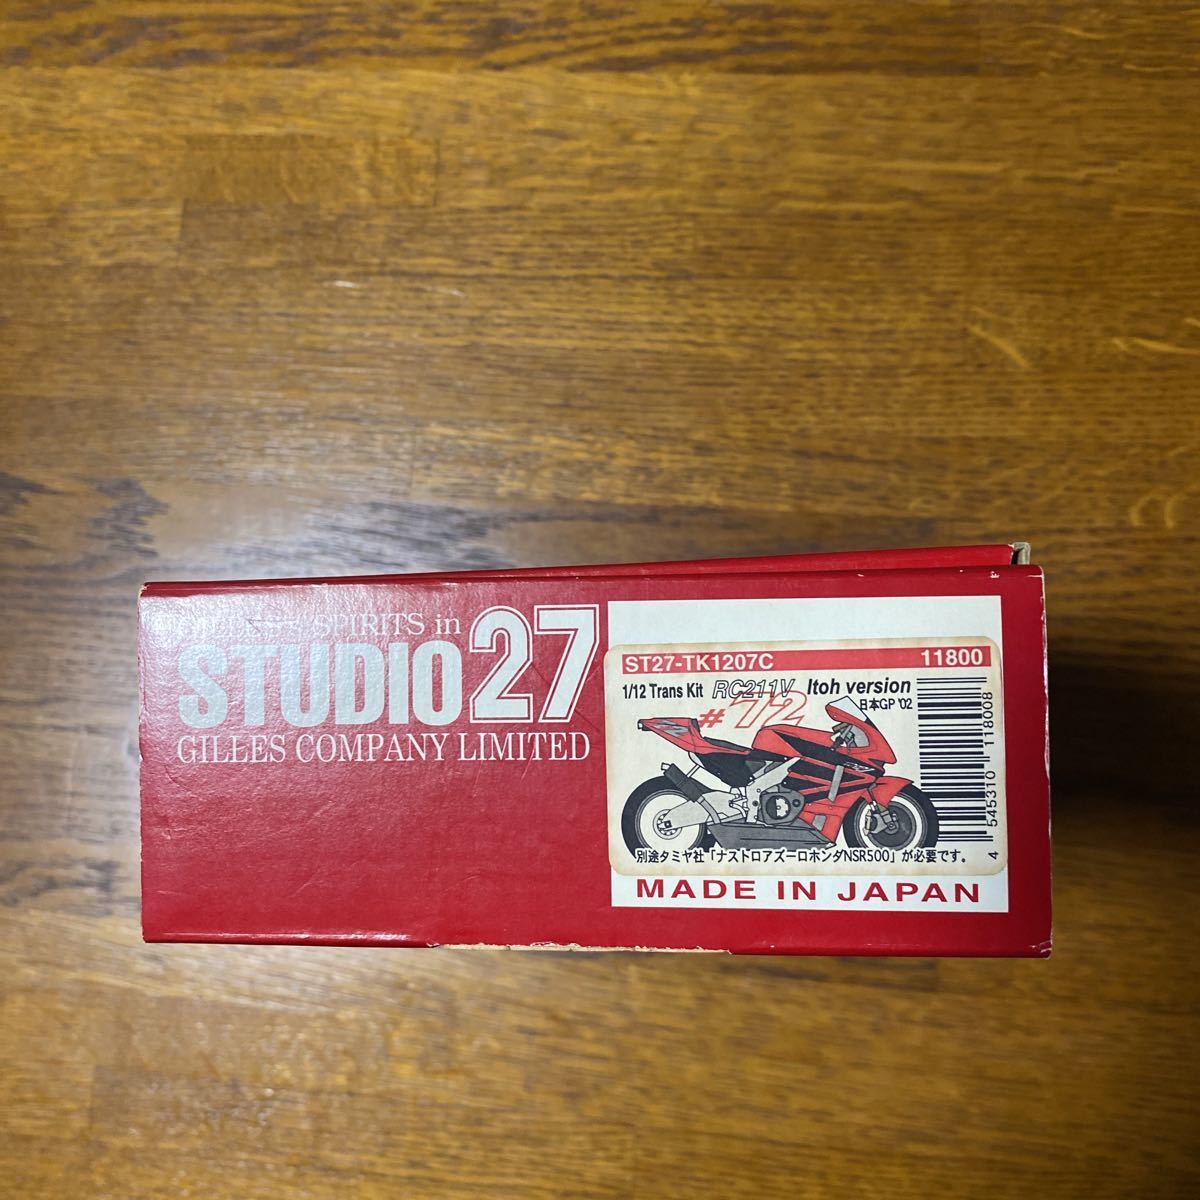 SPIRITS in
STUDIO27
GILLES COMPANY LIMITED
ST27-TK1207C 11800
1/12 Trans Kit RC211V Itoh version
#72 日本GP '02
別途タミヤ社「ナストロアズーロホンダNSR500」が必要です。
4 545310 118008
MADE IN JAPAN